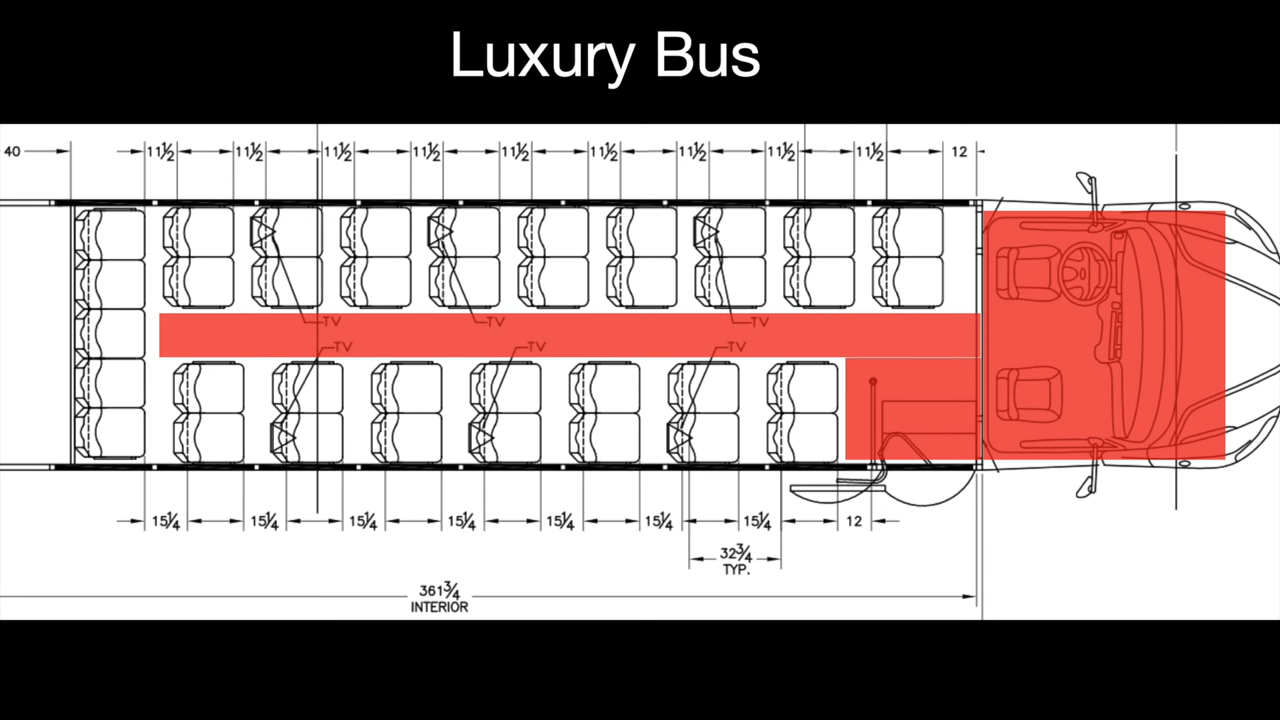 Luxury Bus
40 11½ 11½ 11½ 11½ 11½ 11½ 11½ 11½ 11½ 12
TV TV TV
TV TV TV
15¼ 15¼ 15¼ 15¼ 15¼ 15¼ 15¼ 12
32¾
TYP.
361¾
INTERIOR